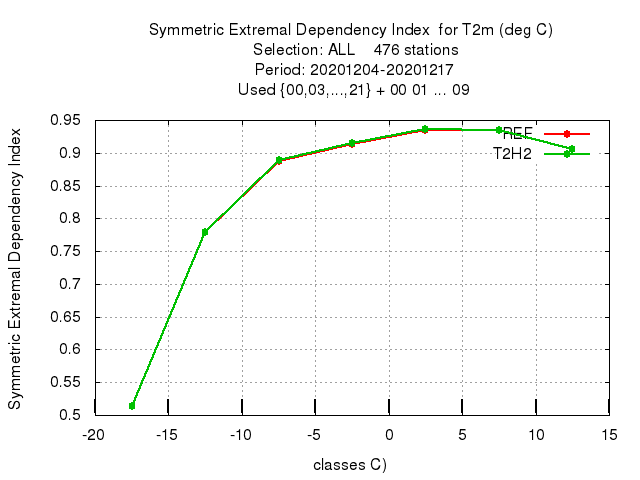 Symmetric Extremal Dependency Index for T2m (deg C)
Selection: ALL 476 stations
Period: 20201204-20201217
Used {00,03,...,21} + 00 01 ... 09
Symmetric Extremal Dependency Index
0.95
0.9
0.85
0.8
0.75
0.7
0.65
0.6
0.55
0.5
REF
T2H2
-20 -15 -10 -5 0 5 10 15
classes C)